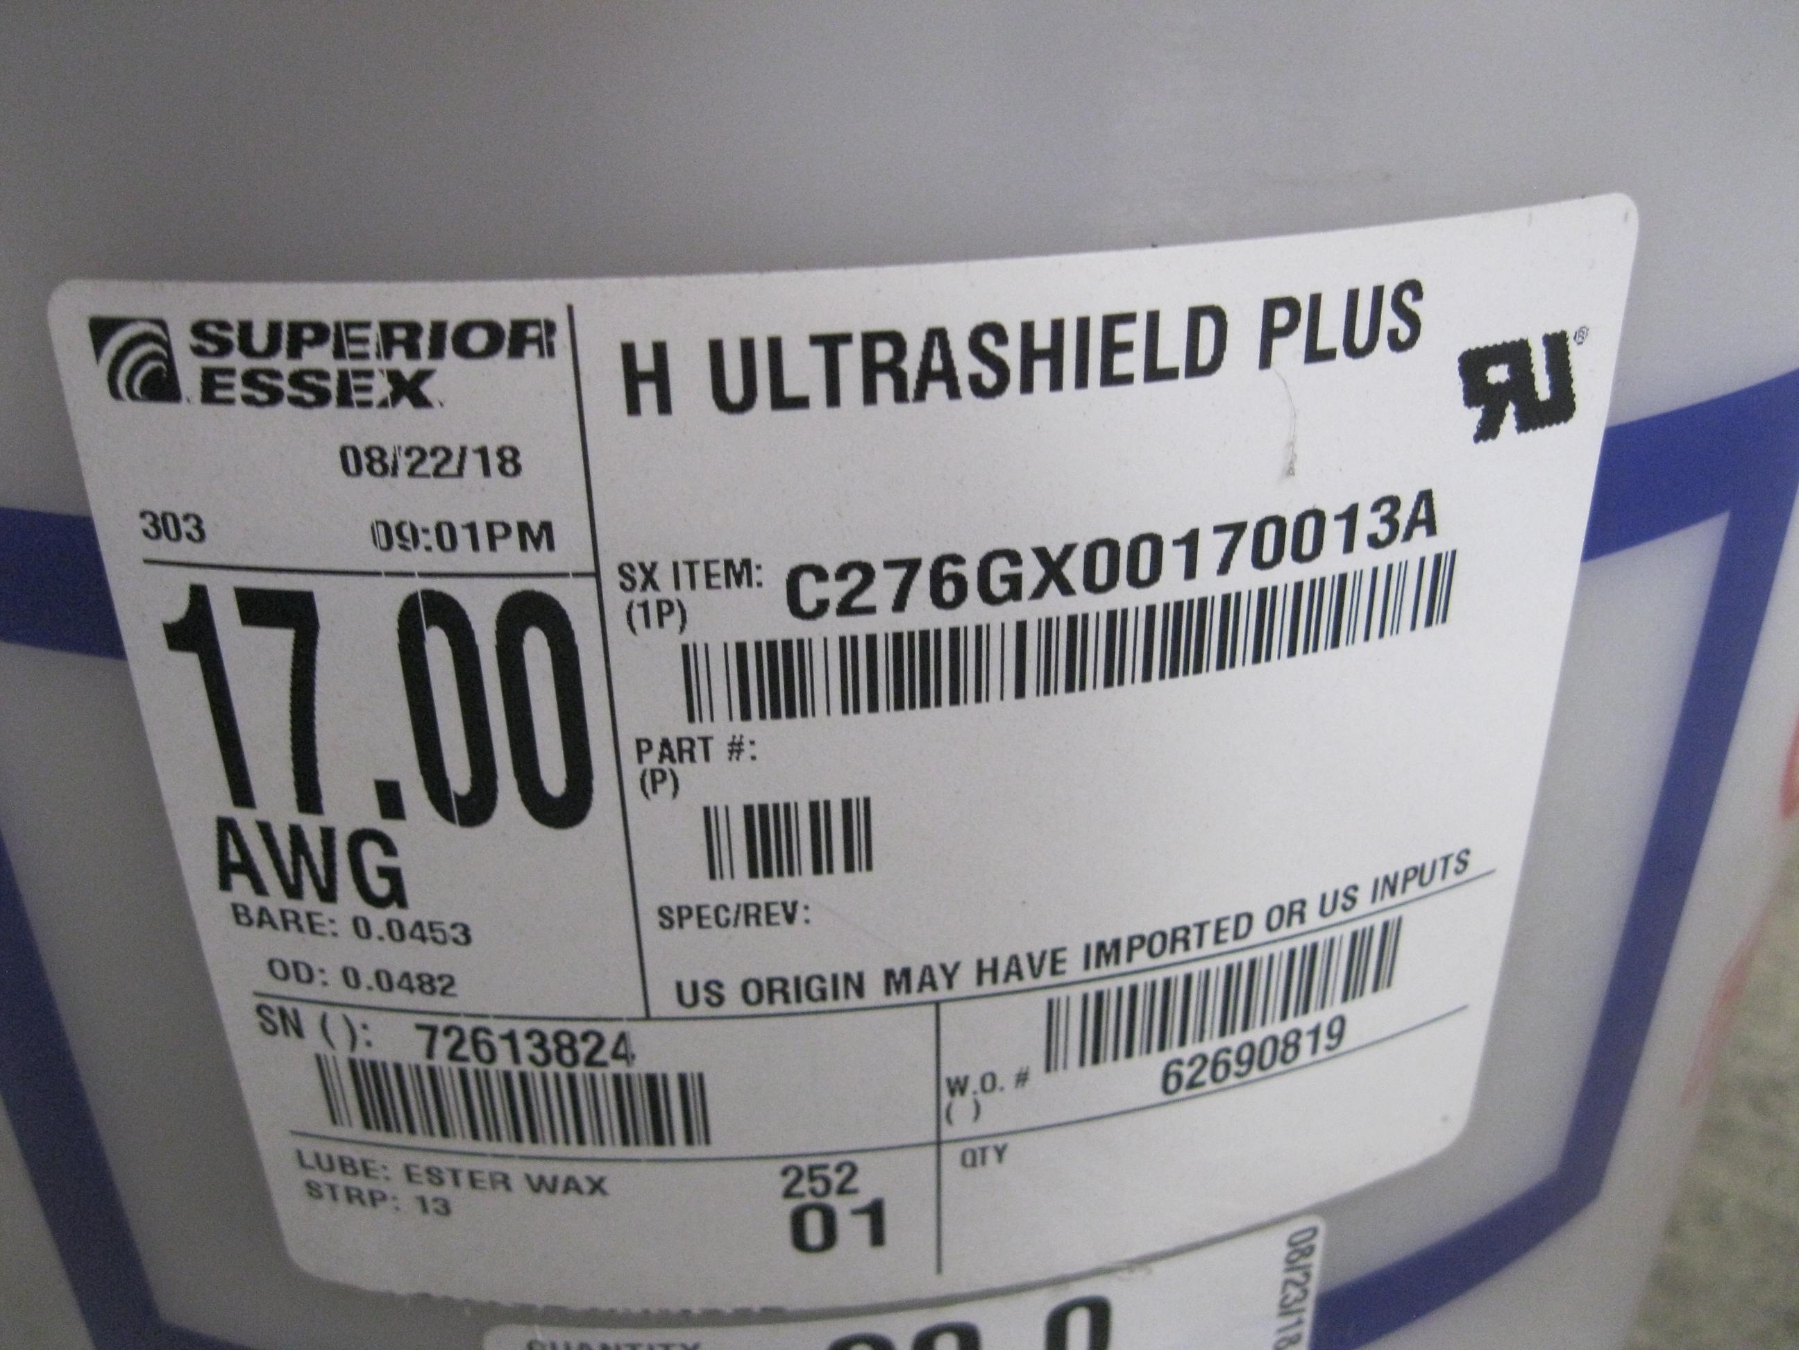 SUPERIOR
ESSEX
08/22/18
303 09:01PM
17.00
AWG
BARE: 0.0453
OD: 0.0482
H ULTRASHIELD PLUS
RU®
SX ITEM: C276GX00170013A
(1P)
PART #:
(P)
SPEC/REV:
US ORIGIN MAY HAVE IMPORTED OR US INPUTS
SN ( ): 72613824
W.O. #
( )
62690819
LUBE: ESTER WAX
STRP: 13
252
01
QTY
08/23/18
QUANTITY